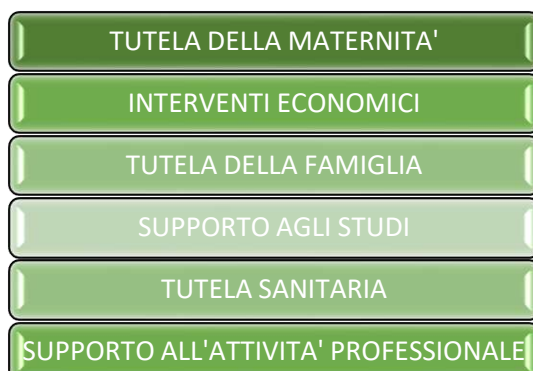 TUTELA DELLA MATERNITA'
INTERVENTI ECONOMICI
TUTELA DELLA FAMIGLIA
SUPPORTO AGLI STUDI
TUTELA SANITARIA
SUPPORTO ALL'ATTIVITA' PROFESSIONALE